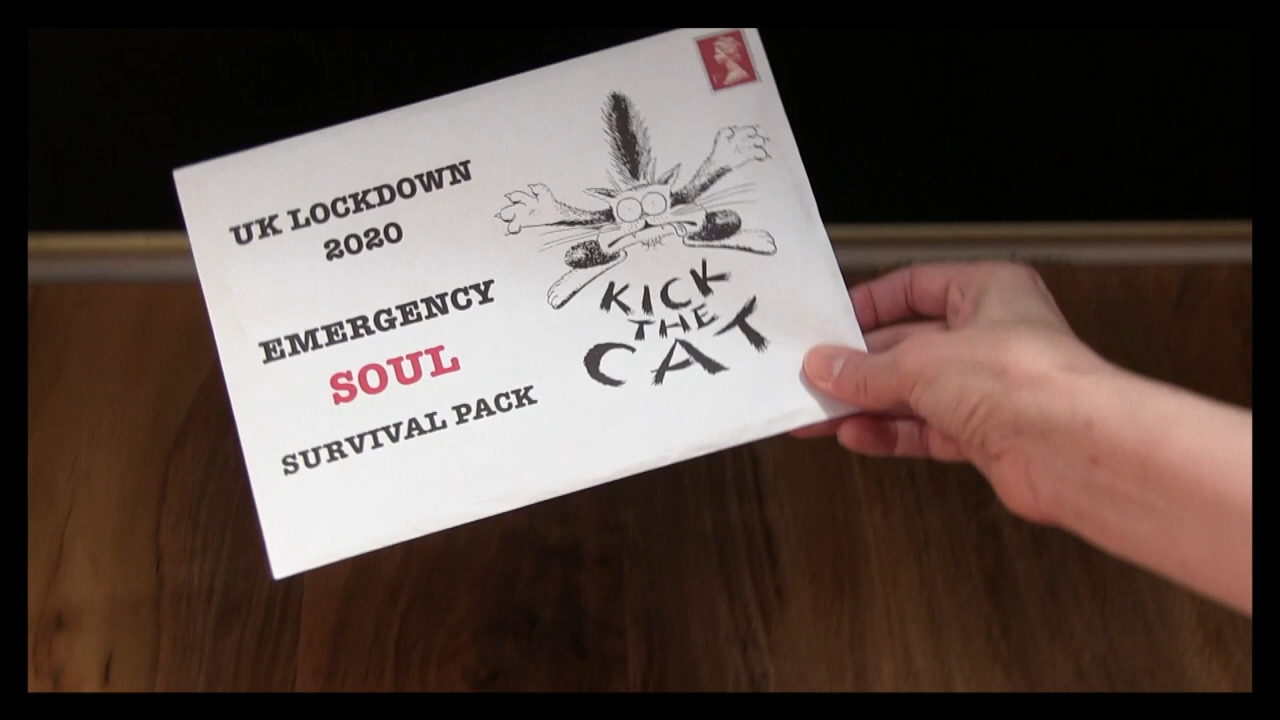 UK LOCKDOWN
2020
EMERGENCY
SOUL
SURVIVAL PACK
KICK
THE
CAT